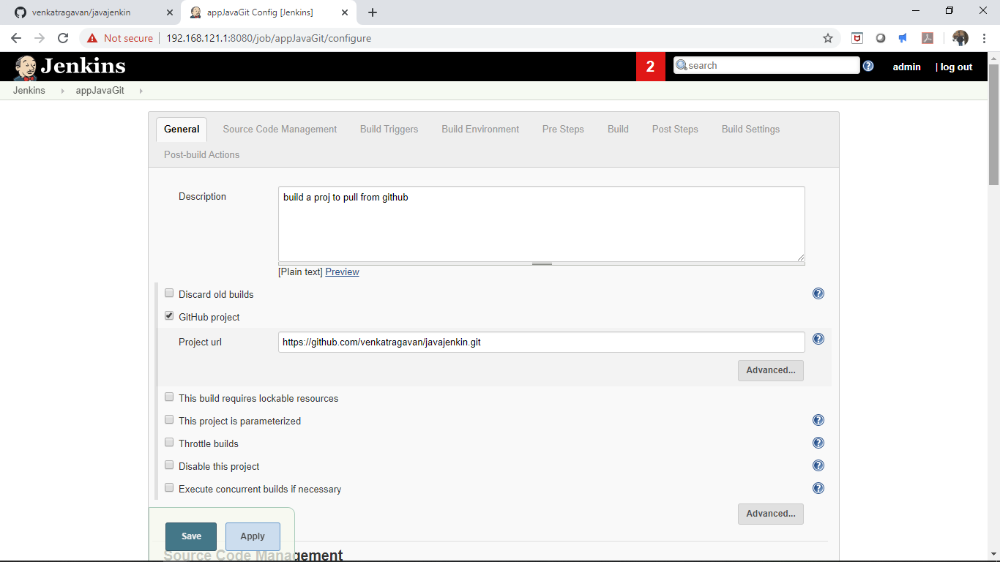 venkatragavan/javajenkin
appJavaGit Config [Jenkins]
Not secure 192.168.121.1:8080/job/appJavaGit/configure
Jenkins
2
search
admin
log out
Jenkins
appJavaGit
General
Source Code Management
Build Triggers
Build Environment
Pre Steps
Build
Post Steps
Build Settings
Post-build Actions
Description
build a proj to pull from github
[Plain text] Preview
Discard old builds
GitHub project
Project url
https://github.com/venkatragavan/javajenkin.git
Advanced...
This build requires lockable resources
This project is parameterized
Throttle builds
Disable this project
Execute concurrent builds if necessary
Advanced...
Save
Apply
Source Code Management